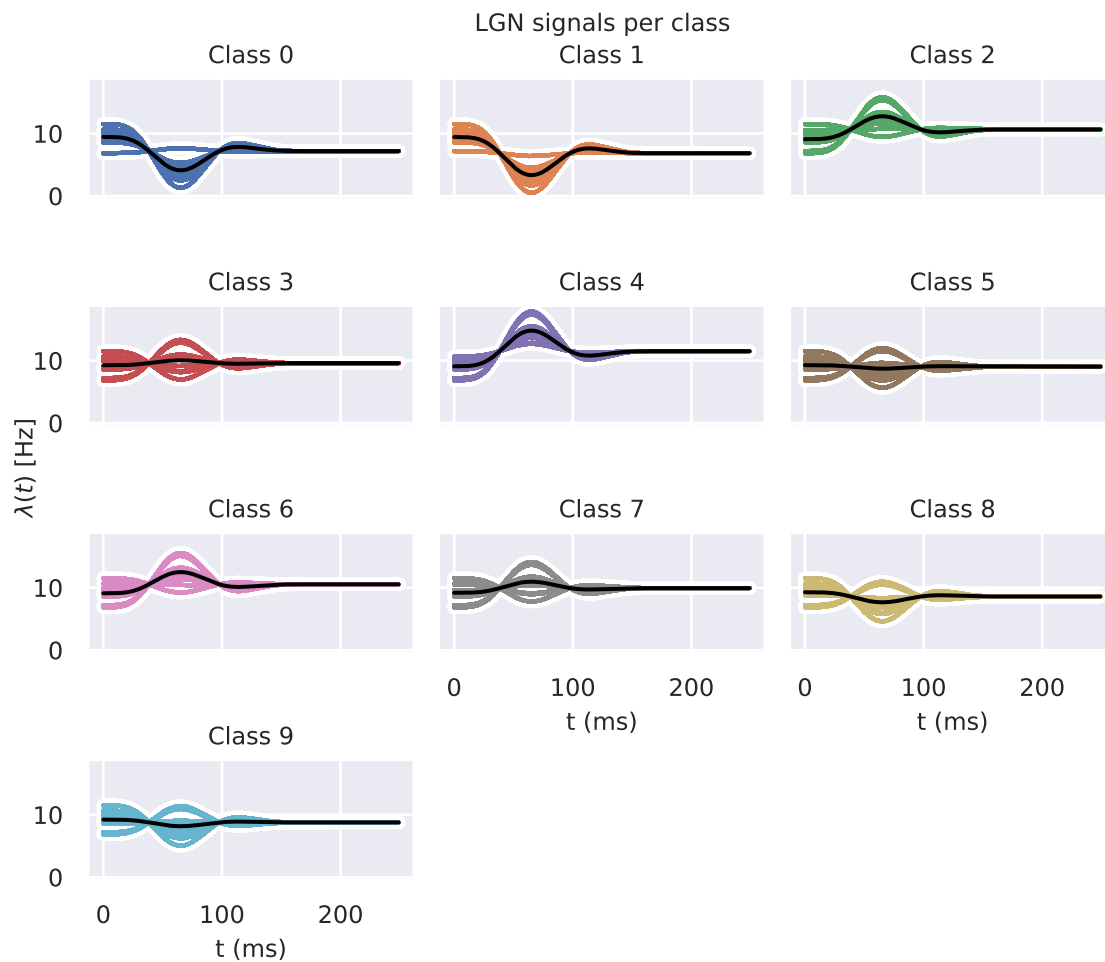 LGN signals per class
Class 0
Class 1
Class 2
10
0
Class 3
Class 4
Class 5
10
0
λ(t) [Hz]
Class 6
Class 7
Class 8
10
0
0 100 200
0 100 200
t (ms)
t (ms)
Class 9
10
0
0 100 200
t (ms)